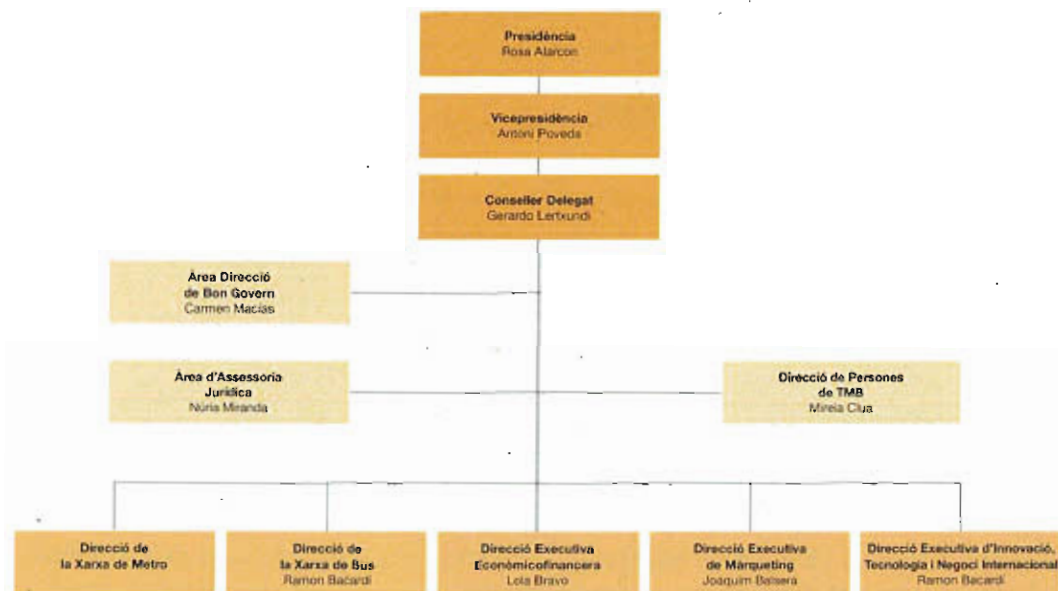 Presidència
Rosa Alarcon
Vicepresidència
Antoni Poveda
Conseller Delegat
Gerardo Lertxundi
Àrea Direcció
de Bon Govern
Carmen Macias
Àrea d'Assessoria
Jurídica
Núria Miranda
Direcció de Persones
de TMB
Mireia Clua
Direcció de
la Xarxa de Metro
Direcció de
la Xarxa de Bus
Ramon Bacardí
Direcció Executiva
Econòmicofinancera
Lola Bravo
Direcció Executiva
de Màrqueting
Joaquim Balsera
Direcció Executiva d'Innovació,
Tecnologia i Negoci Internacional
Ramon Bacardí